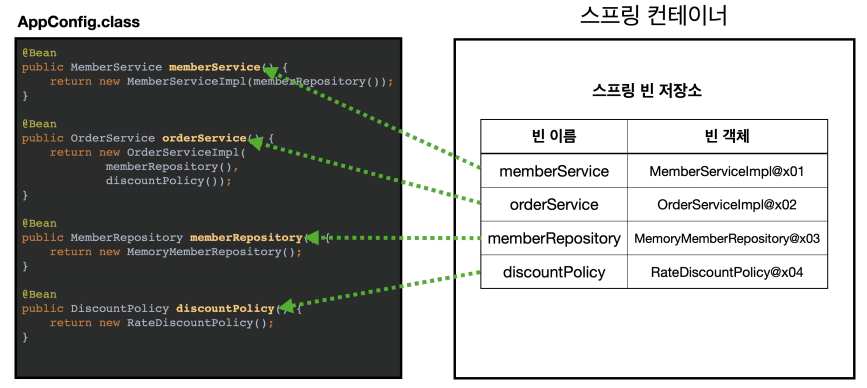 AppConfig.class
@Bean
public MemberService memberService() {
    return new MemberServiceImpl(memberRepository());
}
@Bean
public OrderService orderService() {
    return new OrderServiceImpl(
            memberRepository(),
            discountPolicy());
}
@Bean
public MemberRepository memberRepository() {
    return new MemoryMemberRepository();
}
@Bean
public DiscountPolicy discountPolicy() {
    return new RateDiscountPolicy();
}
스프링 컨테이너
스프링 빈 저장소
빈 이름 빈 객체
memberService MemberServiceImpl@x01
orderService OrderServiceImpl@x02
memberRepository MemoryMemberRepository@x03
discountPolicy RateDiscountPolicy@x04